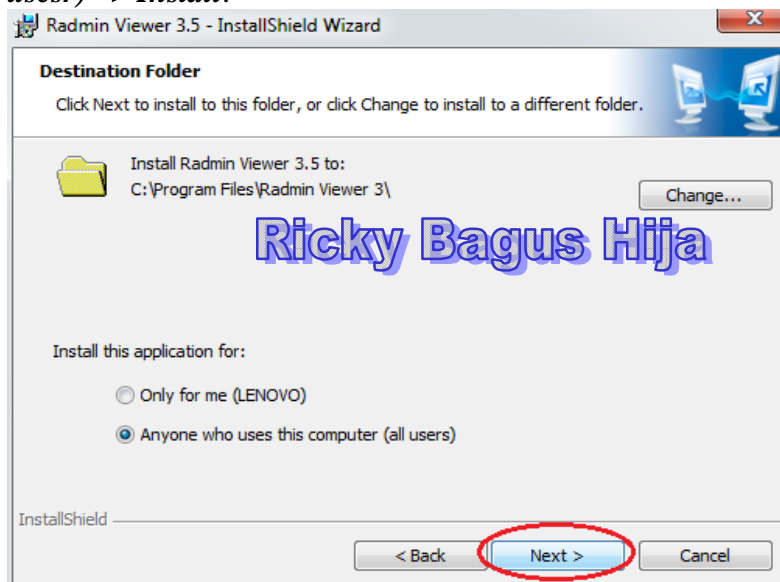 user.) -> Install.
Radmin Viewer 3.5 - InstallShield Wizard
Destination Folder
Click Next to install to this folder, or click Change to install to a different folder.
Install Radmin Viewer 3.5 to:
C:\Program Files\Radmin Viewer 3\
Change...
Ricky Bagus Hija
Install this application for:
Only for me (LENOVO)
Anyone who uses this computer (all users)
InstallShield
< Back Next > Cancel